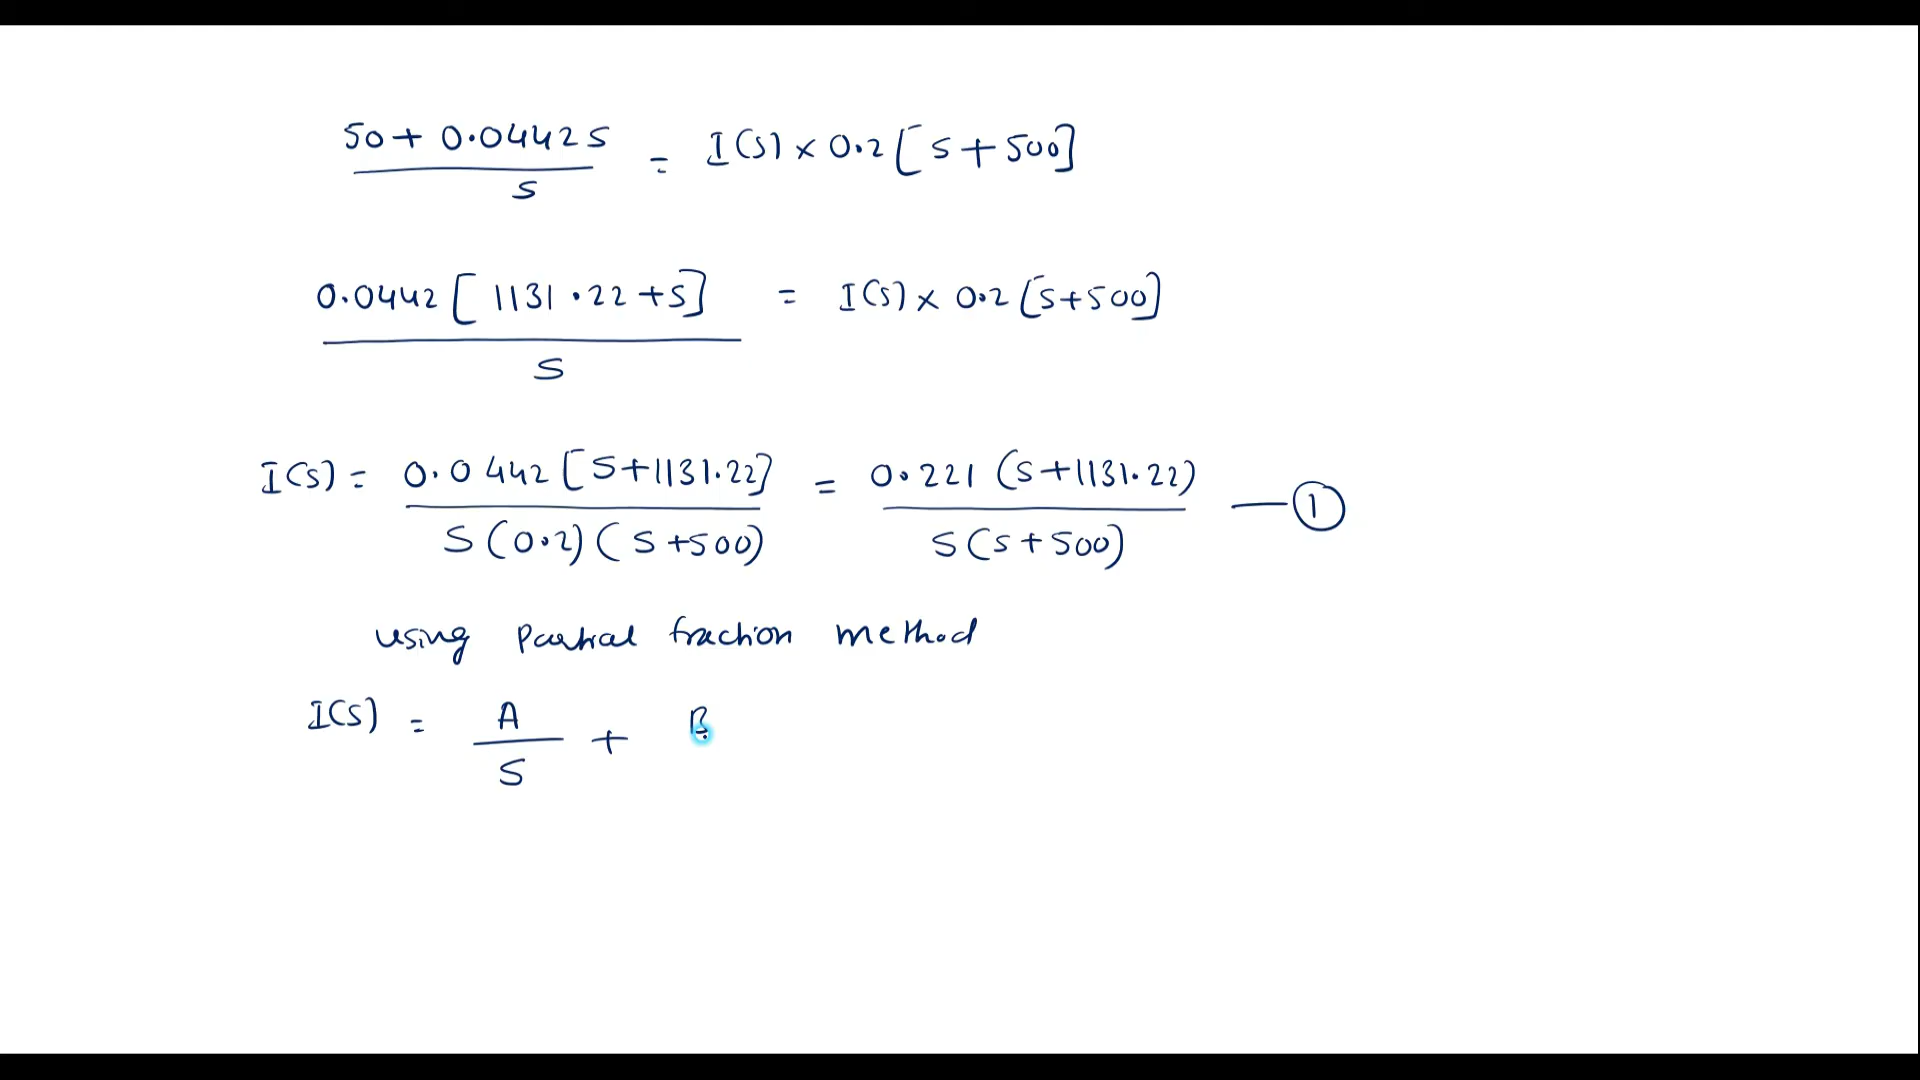 50 + 0.0442s / s = I(s) × 0.2 [s + 500]
0.0442 [1131.22 + s] / s = I(s) × 0.2 [s+500]
I(s) = 0.0442 [s+1131.22] / s(0.2)(s+500) = 0.221 (s+1131.22) / s(s+500) — ①
using partial fraction method
I(s) = A / s + B